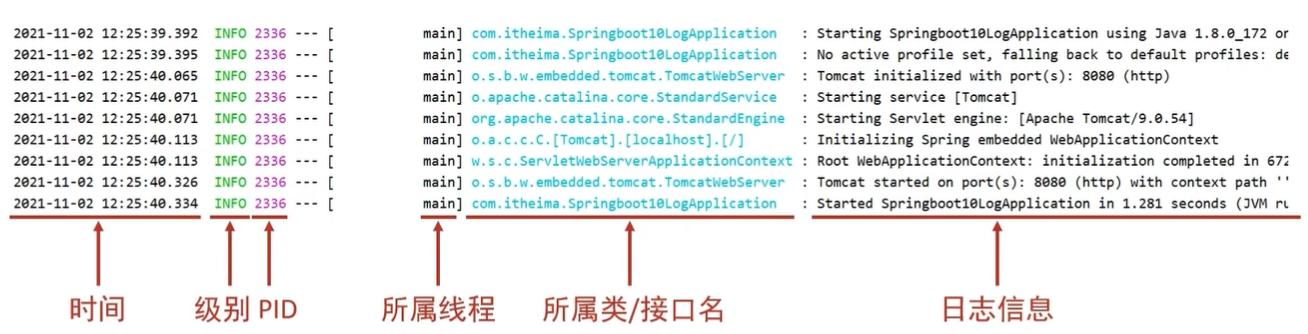 2021-11-02 12:25:39.392 INFO 2336 --- [ main] com.itheima.Springboot10LogApplication : Starting Springboot10LogApplication using Java 1.8.0_172 on
2021-11-02 12:25:39.395 INFO 2336 --- [ main] com.itheima.Springboot10LogApplication : No active profile set, falling back to default profiles: de
2021-11-02 12:25:40.065 INFO 2336 --- [ main] o.s.b.w.embedded.tomcat.TomcatWebServer : Tomcat initialized with port(s): 8080 (http)
2021-11-02 12:25:40.071 INFO 2336 --- [ main] o.apache.catalina.core.StandardService : Starting service [Tomcat]
2021-11-02 12:25:40.071 INFO 2336 --- [ main] org.apache.catalina.core.StandardEngine : Starting Servlet engine: [Apache Tomcat/9.0.54]
2021-11-02 12:25:40.113 INFO 2336 --- [ main] o.a.c.c.C.[Tomcat].[localhost].[/] : Initializing Spring embedded WebApplicationContext
2021-11-02 12:25:40.113 INFO 2336 --- [ main] w.s.c.ServletWebServerApplicationContext : Root WebApplicationContext: initialization completed in 672
2021-11-02 12:25:40.326 INFO 2336 --- [ main] o.s.b.w.embedded.tomcat.TomcatWebServer : Tomcat started on port(s): 8080 (http) with context path ''
2021-11-02 12:25:40.334 INFO 2336 --- [ main] com.itheima.Springboot10LogApplication : Started Springboot10LogApplication in 1.281 seconds (JVM ru
时间 级别 PID 所属线程 所属类/接口名 日志信息